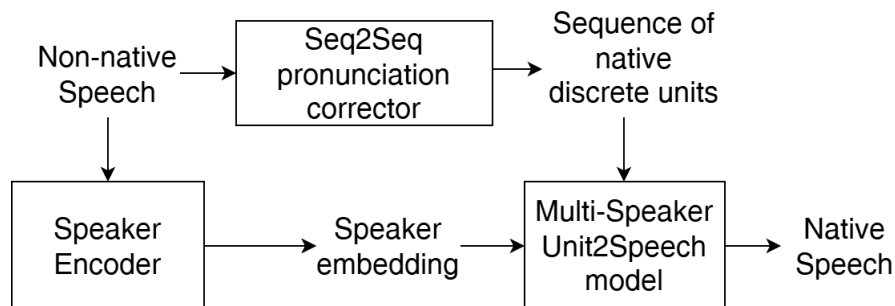 Non-native
Speech
Seq2Seq
pronunciation
corrector
Sequence of
native
discrete units
Speaker
Encoder
Speaker
embedding
Multi-Speaker
Unit2Speech
model
Native
Speech